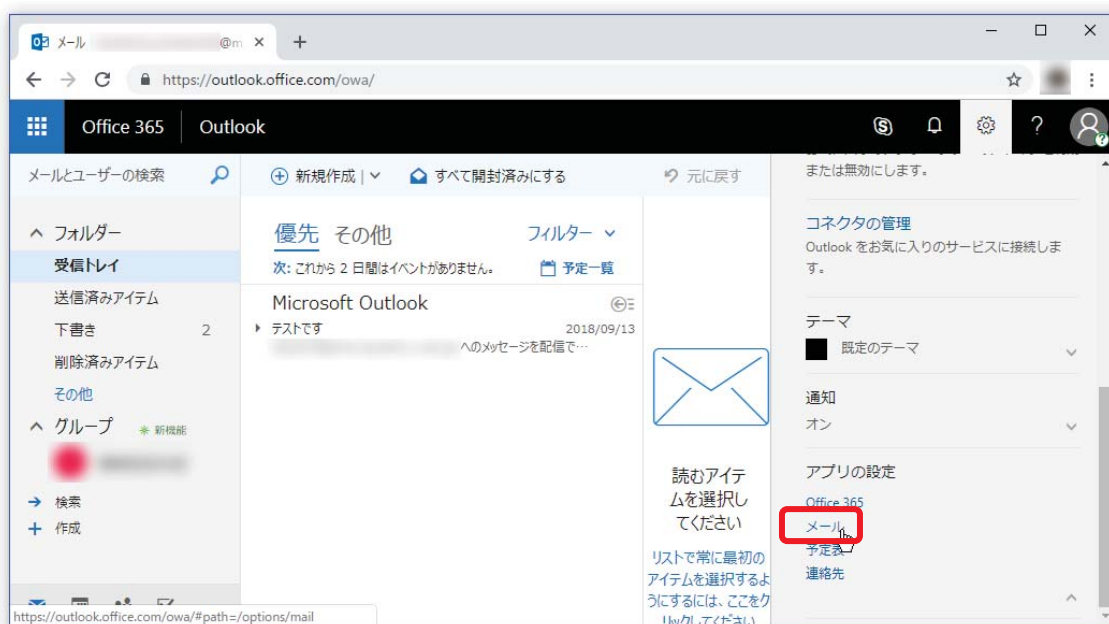 メール
@m
https://outlook.office.com/owa/
Office 365
Outlook
メールとユーザーの検索
新規作成
すべて開封済みにする
元に戻す
フォルダー
受信トレイ
送信済みアイテム
下書き 2
削除済みアイテム
その他
グループ
新機能
検索
作成
優先 その他
フィルター
次: これから 2 日間はイベントがありません。
予定一覧
Microsoft Outlook
テストです
2018/09/13
へのメッセージを配信で…
読むアイテ
ムを選択し
てください
リストで常に最初の
アイテムを選択するよ
うにするには、ここをク
リックしてください
または無効にします。
コネクタの管理
Outlook をお気に入りのサービスに接続しま
す。
テーマ
既定のテーマ
通知
オン
アプリの設定
Office 365
メール
予定表
連絡先
https://outlook.office.com/owa/#path=/options/mail